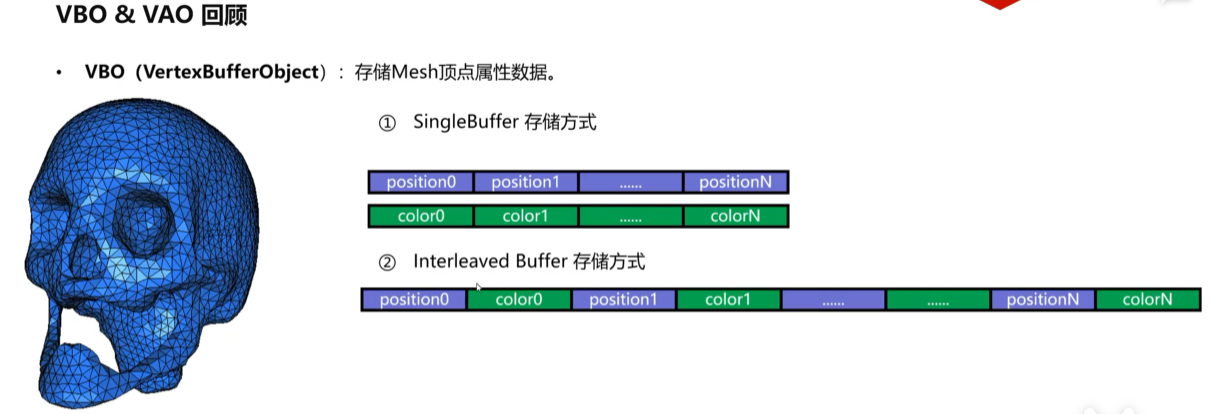 VBO & VAO 回顾
• VBO（VertexBufferObject）：存储Mesh顶点属性数据。
① SingleBuffer 存储方式
position0 position1 ...... positionN
color0 color1 ...... colorN
② Interleaved Buffer 存储方式
position0 color0 position1 color1 ...... ...... positionN colorN